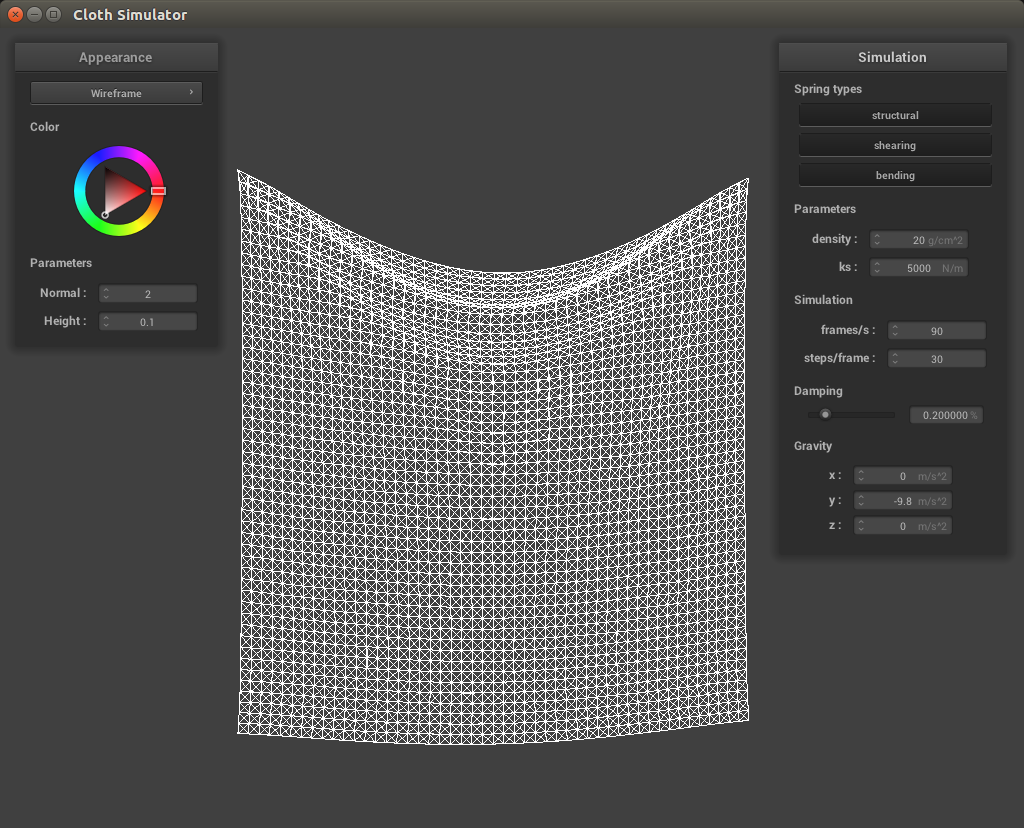 Cloth Simulator
Appearance
Wireframe ›
Color
Parameters
Normal : 2
Height : 0.1
Simulation
Spring types
structural
shearing
bending
Parameters
density : 20 g/cm^2
ks : 5000 N/m
Simulation
frames/s : 90
steps/frame : 30
Damping
0.200000 %
Gravity
x : 0 m/s^2
y : -9.8 m/s^2
z : 0 m/s^2